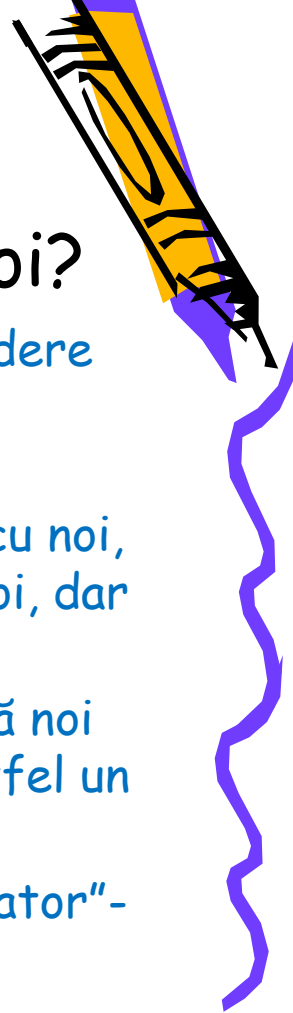 oi?
dere
cu noi,
oi, dar
ă noi
fel un
ator”-